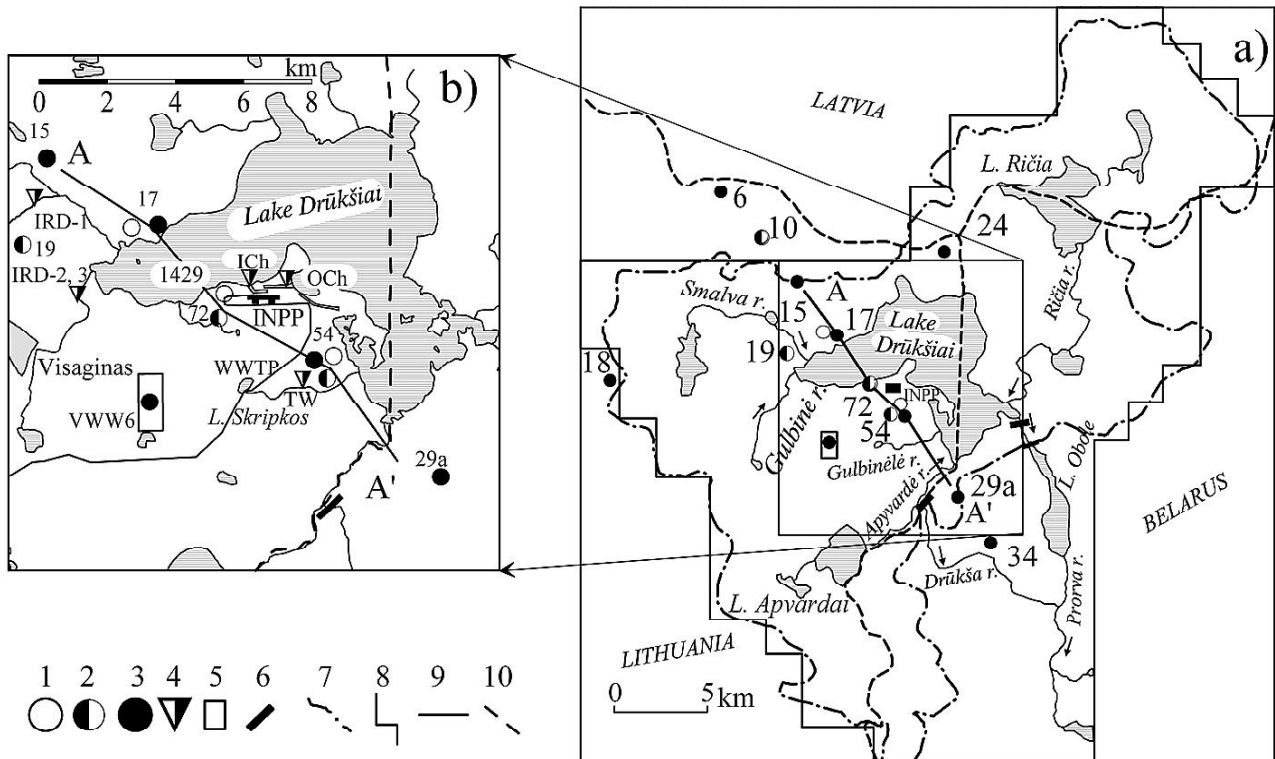 km
0 2 4 6 8
b)
15
A
17
IRD-1
19
IRD-2, 3
Lake Drūkšiai
1429
ICh
OCh
72
INPP
54
WWTP
Visaginas
TW
VWW6
L. Skripkos
29a
A'
1 2 3 4 5 6 7 8 9 10
a)
LATVIA
L. Ričia
6
10
24
Smalva r.
A
15
17
Lake
Drūkšiai
Ričia r.
19
18
72
INPP
54
Gulbinė r.
Gulbinėlė r.
L. Obole
Apyvardė r.
29a
A'
BELARUS
34
Drūkša r.
Prorva r.
L. Apvardai
LITHUANIA
0 5 km